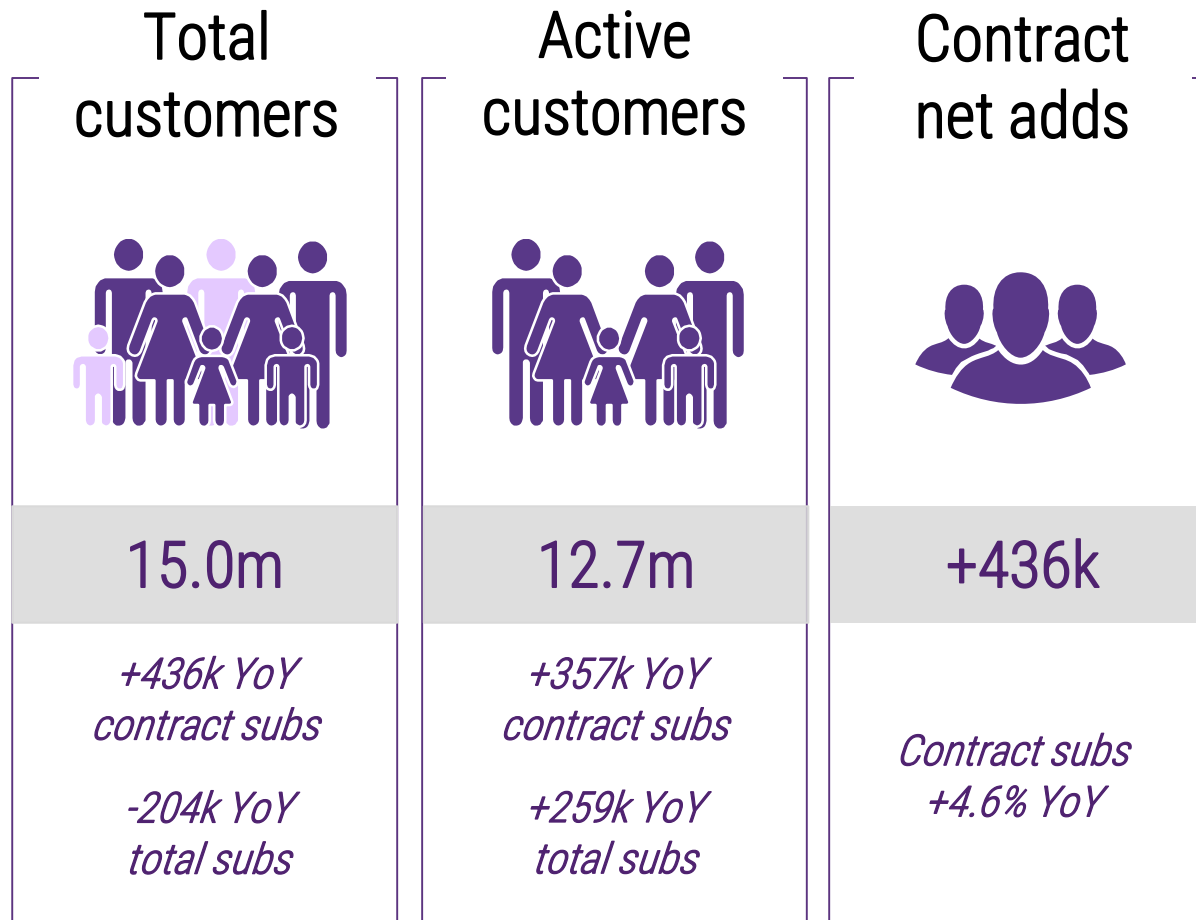 Total
customers
15.0m
+436k YoY
contract subs
-204k YoY
total subs
Active
customers
12.7m
+357k YoY
contract subs
+259k YoY
total subs
Contract
net adds
+436k
Contract subs
+4.6% YoY